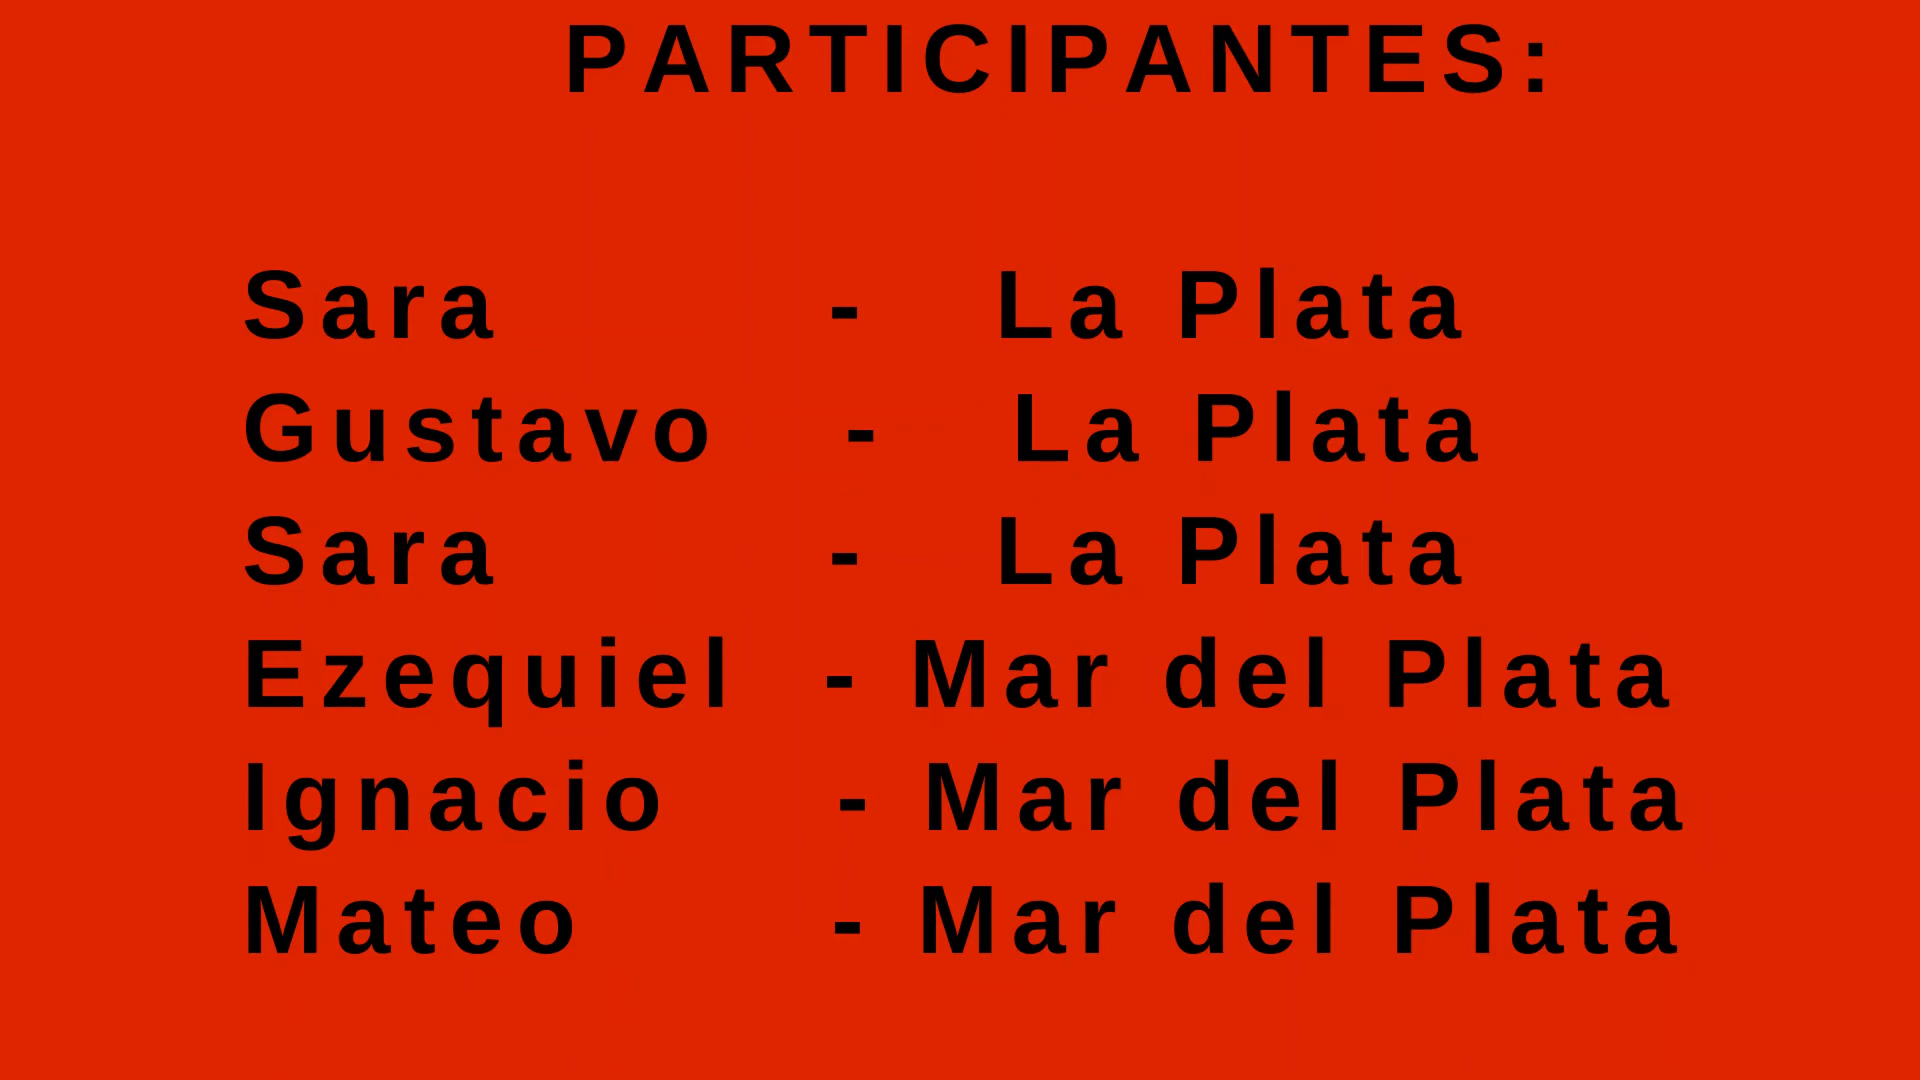 PARTICIPANTES:
Sara - La Plata
Gustavo - La Plata
Sara - La Plata
Ezequiel - Mar del Plata
Ignacio - Mar del Plata
Mateo - Mar del Plata